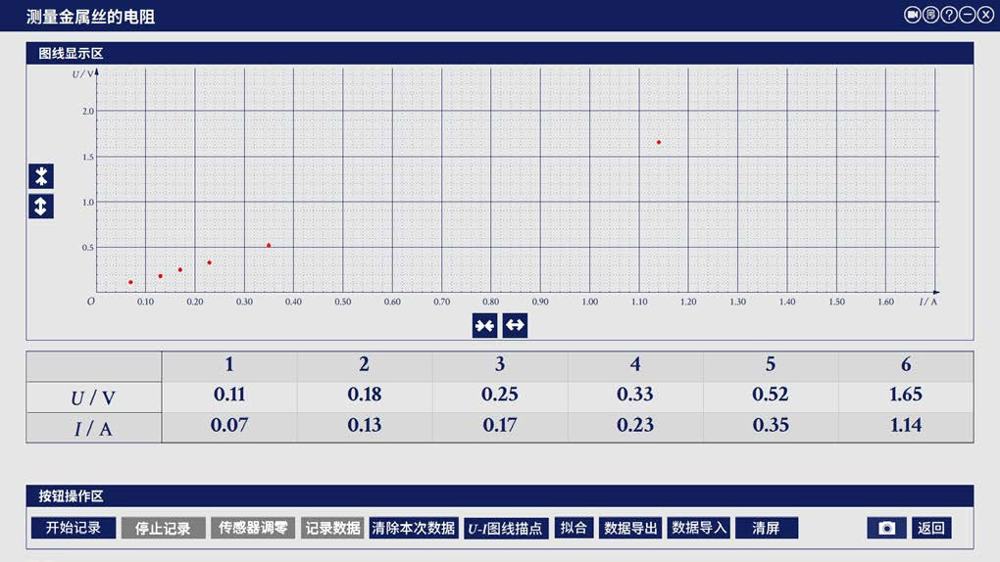 测量金属丝的电阻
图线显示区
U / V
2.0
1.5
1.0
0.5
O 0.10 0.20 0.30 0.40 0.50 0.60 0.70 0.80 0.90 1.00 1.10 1.20 1.30 1.40 1.50 1.60 I / A
1 2 3 4 5 6
U / V 0.11 0.18 0.25 0.33 0.52 1.65
I / A 0.07 0.13 0.17 0.23 0.35 1.14
按钮操作区
开始记录 停止记录 传感器调零 记录数据 清除本次数据 U-I图线描点 拟合 数据导出 数据导入 清屏 返回